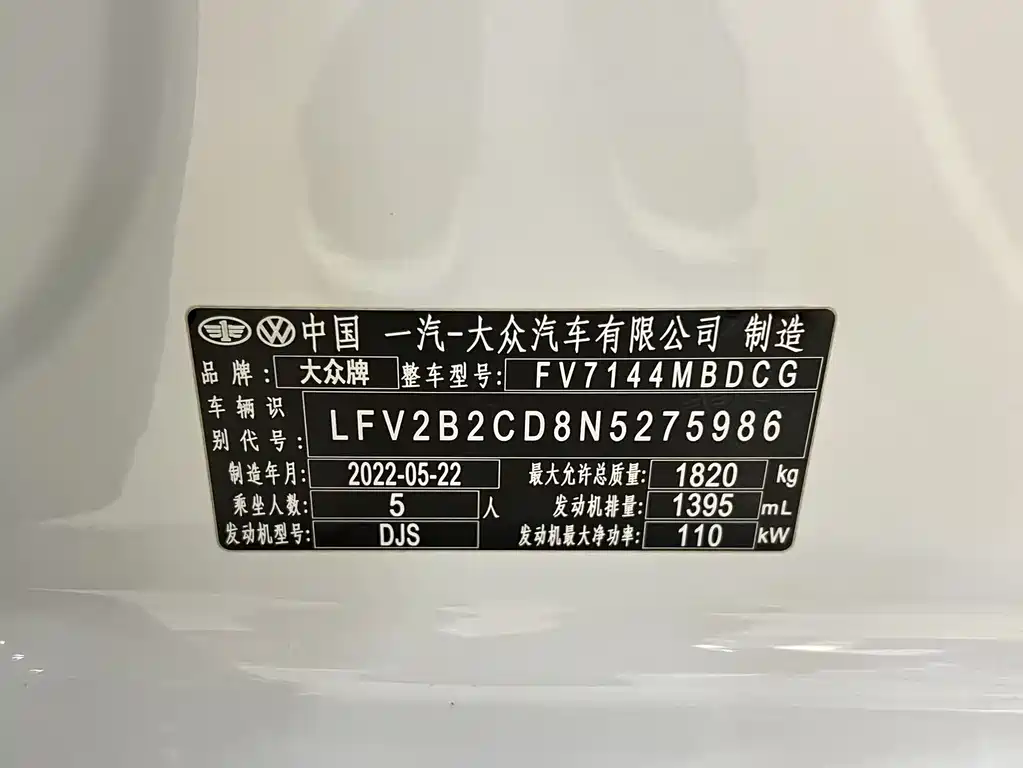 中国 一汽-大众汽车有限公司 制造
品牌: 大众牌 整车型号: FV7144MBDCG
车辆识
别代号: LFV2B2CD8N5275986
制造年月: 2022-05-22 最大允许总质量: 1820 kg
乘坐人数: 5 人 发动机排量: 1395 mL
发动机型号: DJS 发动机最大净功率: 110 kW